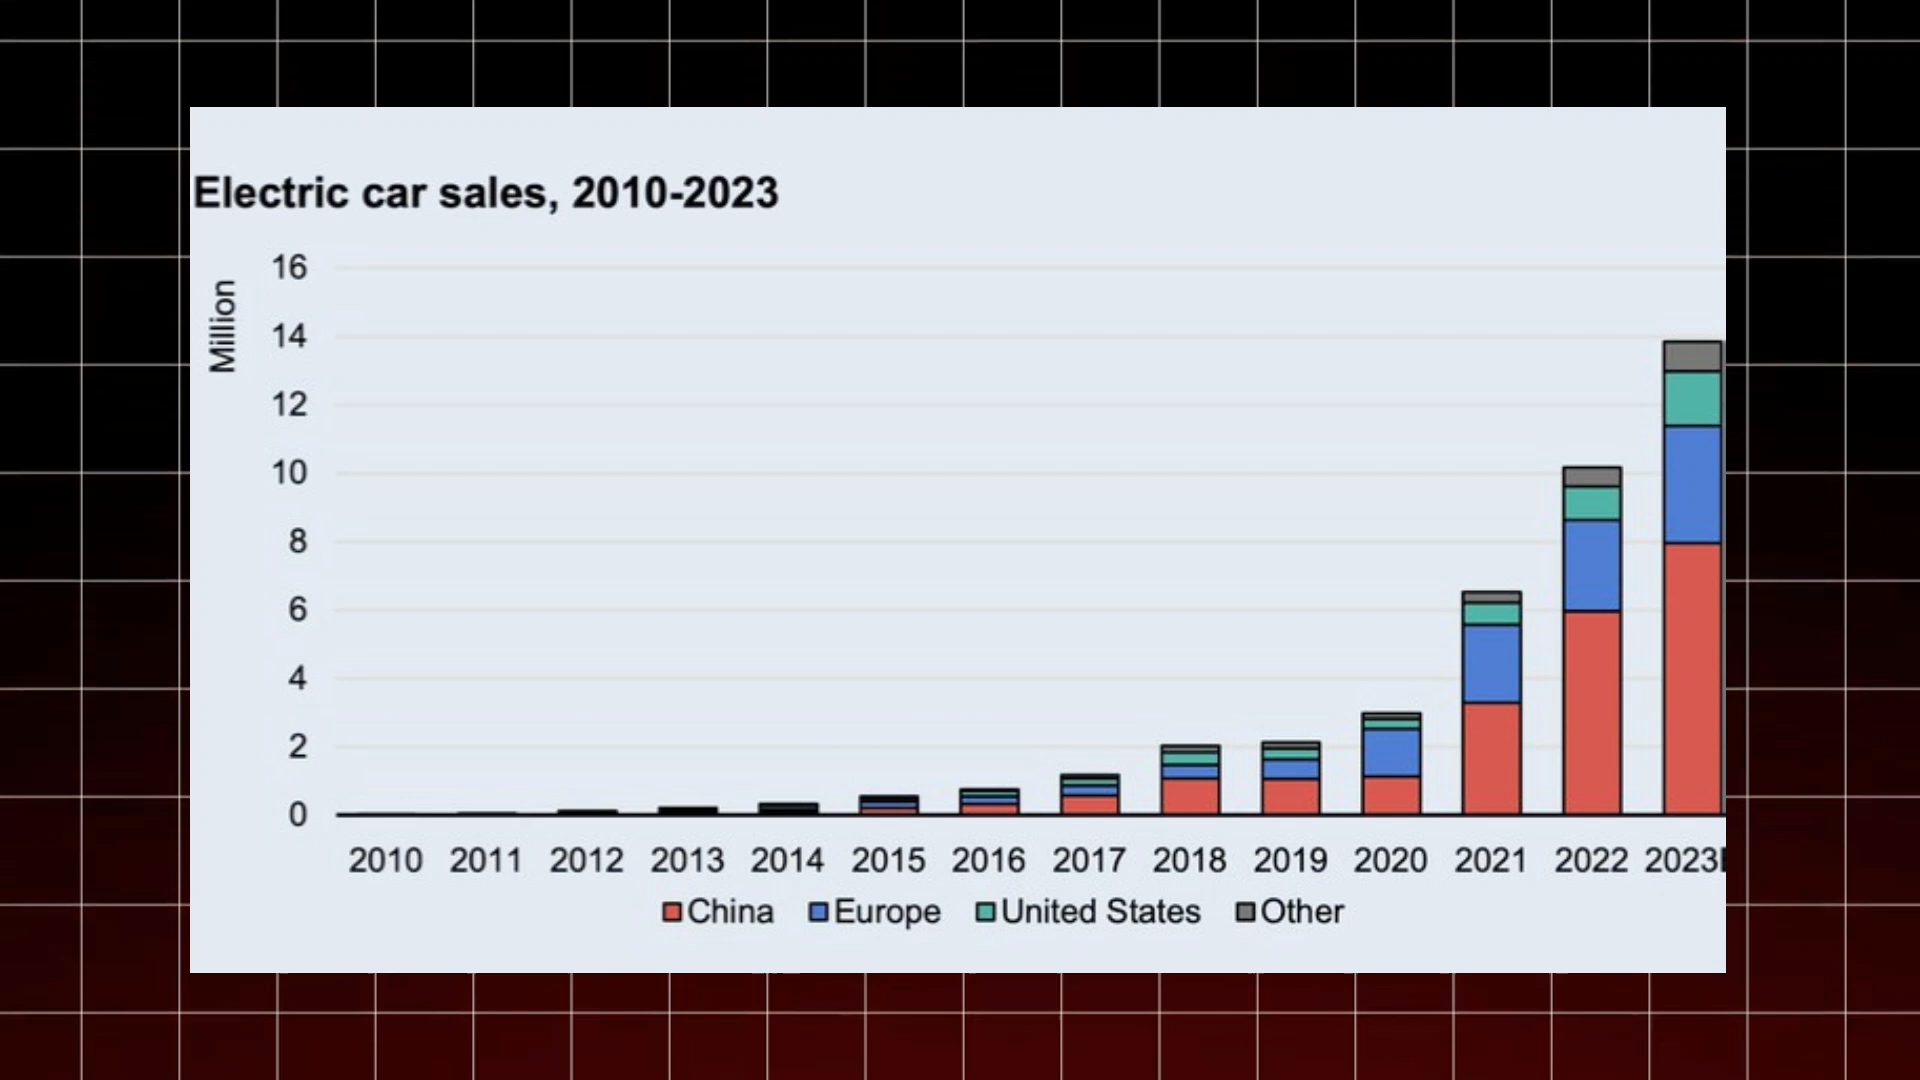 Electric car sales, 2010-2023
Million
16
14
12
10
8
6
4
2
0
2010 2011 2012 2013 2014 2015 2016 2017 2018 2019 2020 2021 2022 2023
China Europe United States Other